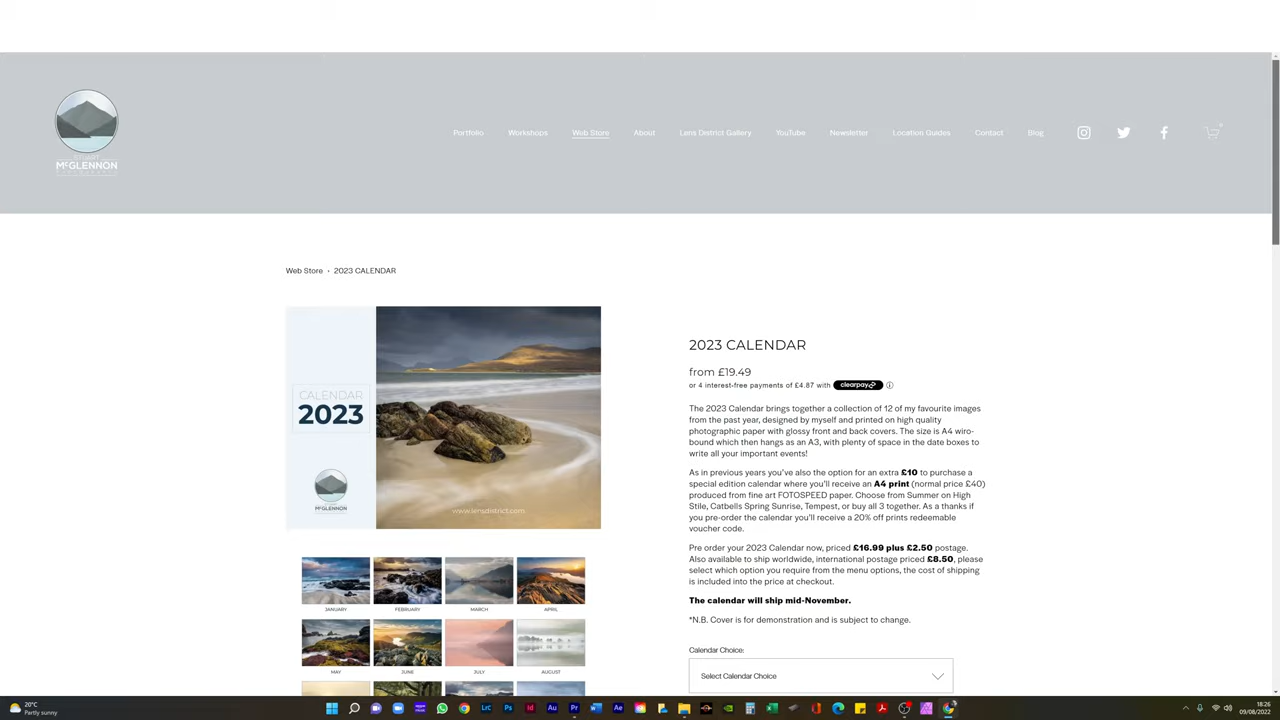 Portfolio Workshops Web Store About Lens District Gallery YouTube Newsletter Location Guides Contact Blog
McGLENNON
Web Store • 2023 CALENDAR
CALENDAR
2023
McGLENNON
www.lensdistrict.com
JANUARY FEBRUARY MARCH APRIL
MAY JUNE JULY AUGUST
2023 CALENDAR
from £19.49
or 4 interest-free payments of £4.87 with clearpay
The 2023 Calendar brings together a collection of 12 of my favourite images
from the past year, designed by myself and printed on high quality
photographic paper with glossy front and back covers. The size is A4 wiro-
bound which then hangs as an A3, with plenty of space in the date boxes to
write all your important events!
As in previous years you've also the option for an extra £10 to purchase a
special edition calendar where you'll receive an A4 print (normal price £40)
produced from fine art FOTOSPEED paper. Choose from Summer on High
Stile, Catbells Spring Sunrise, Tempest, or buy all 3 together. As a thanks if
you pre-order the calendar you'll receive a 20% off prints redeemable
voucher code.
Pre order your 2023 Calendar now, priced £16.99 plus £2.50 postage.
Also available to ship worldwide, international postage priced £8.50, please
select which option you require from the menu options, the cost of shipping
is included into the price at checkout.
The calendar will ship mid-November.
*N.B. Cover is for demonstration and is subject to change.
Calendar Choice:
Select Calendar Choice
20°C
Partly sunny
18:26
09/08/2022